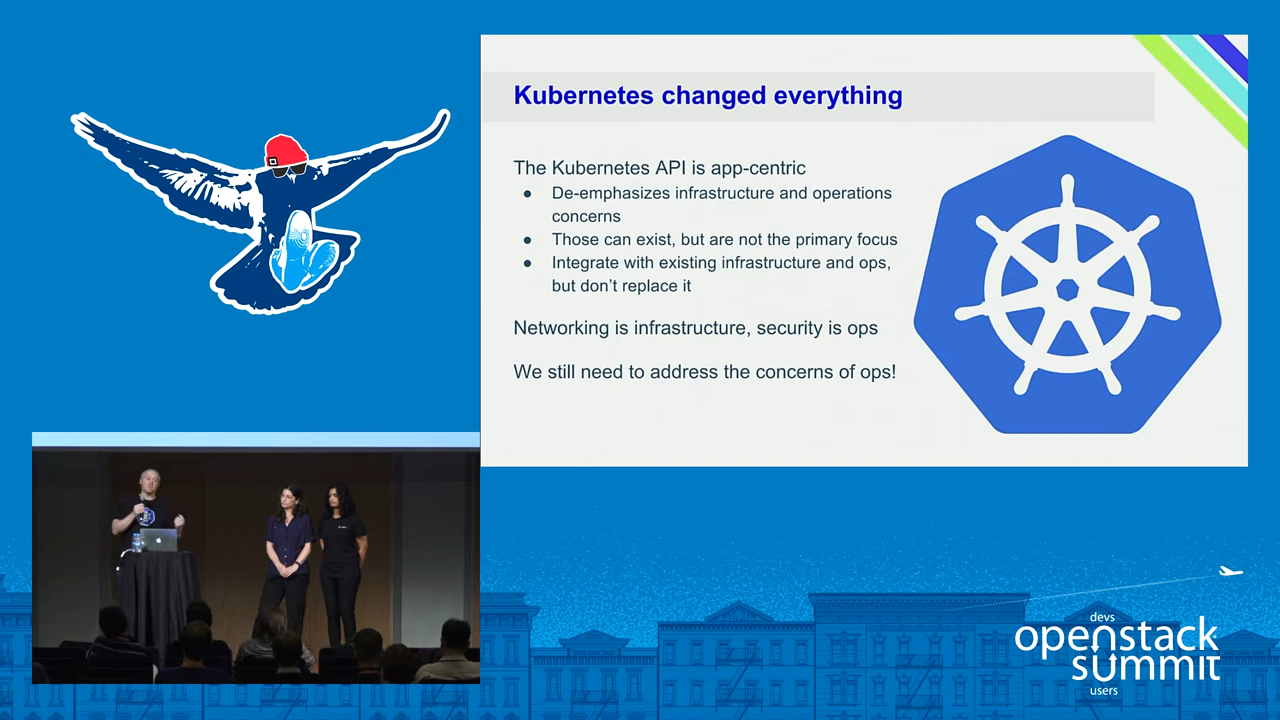 Kubernetes changed everything
The Kubernetes API is app-centric
● De-emphasizes infrastructure and operations
concerns
● Those can exist, but are not the primary focus
● Integrate with existing infrastructure and ops,
but don't replace it
Networking is infrastructure, security is ops
We still need to address the concerns of ops!
devs
openstack
summit
users